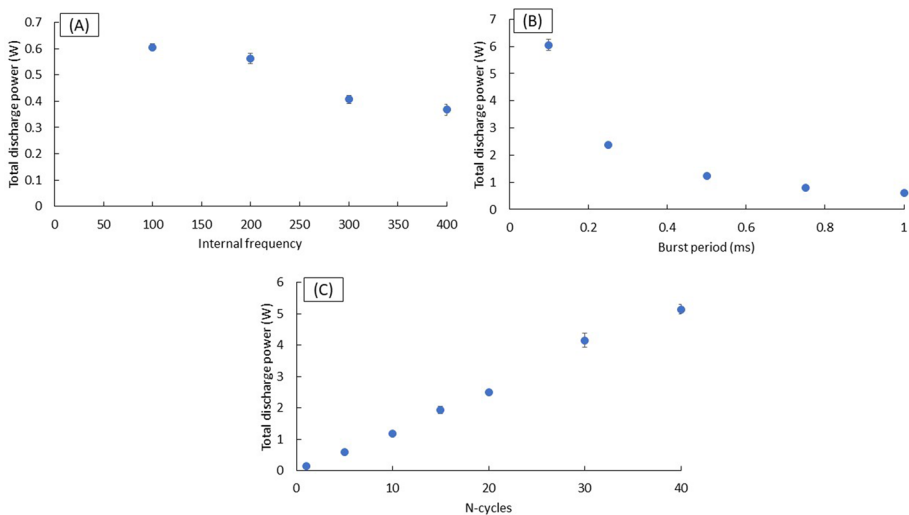 (A)
Total discharge power (W)
0.7
0.6
0.5
0.4
0.3
0.2
0.1
0
0 50 100 150 200 250 300 350 400
Internal frequency
(B)
Total discharge power (W)
7
6
5
4
3
2
1
0
0 0.2 0.4 0.6 0.8 1
Burst period (ms)
(C)
Total discharge power (W)
6
5
4
3
2
1
0
0 10 20 30 40
N-cycles